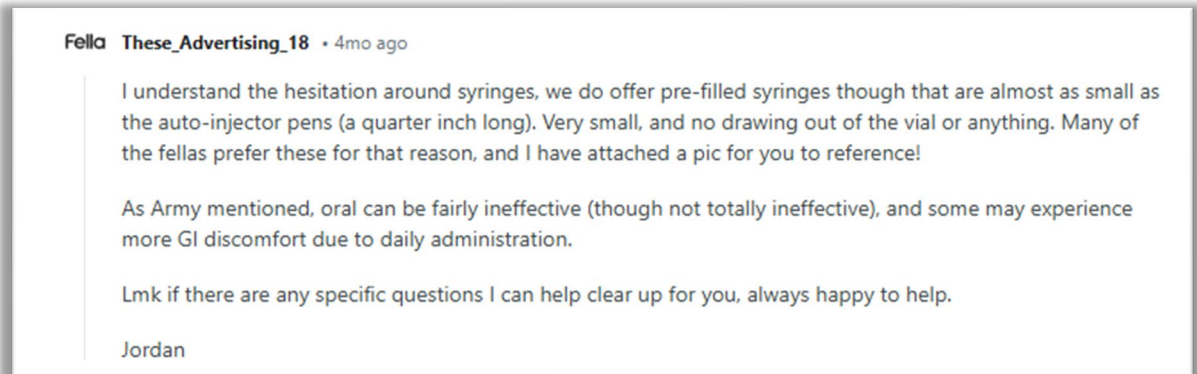 Fella These_Advertising_18 • 4mo ago
I understand the hesitation around syringes, we do offer pre-filled syringes though that are almost as small as
the auto-injector pens (a quarter inch long). Very small, and no drawing out of the vial or anything. Many of
the fellas prefer these for that reason, and I have attached a pic for you to reference!
As Army mentioned, oral can be fairly ineffective (though not totally ineffective), and some may experience
more GI discomfort due to daily administration.
Lmk if there are any specific questions I can help clear up for you, always happy to help.
Jordan